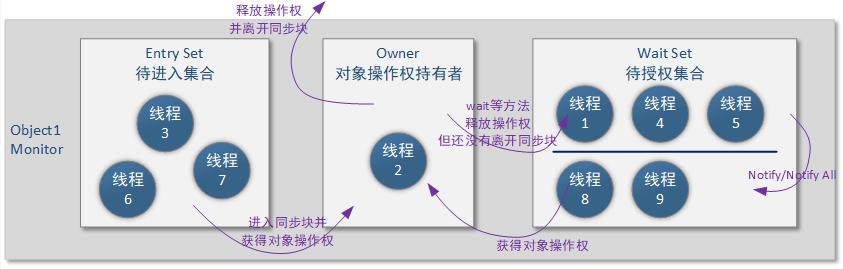 释放操作权
并离开同步块
Object1
Monitor
Entry Set
待进入集合
线程
3
线程
7
线程
6
进入同步块并
获得对象操作权
Owner
对象操作权持有者
线程
2
wait等方法
释放操作权
但还没有离开同步块
获得对象操作权
Wait Set
待授权集合
线程
1
线程
4
线程
5
线程
8
线程
9
Notify/Notify All